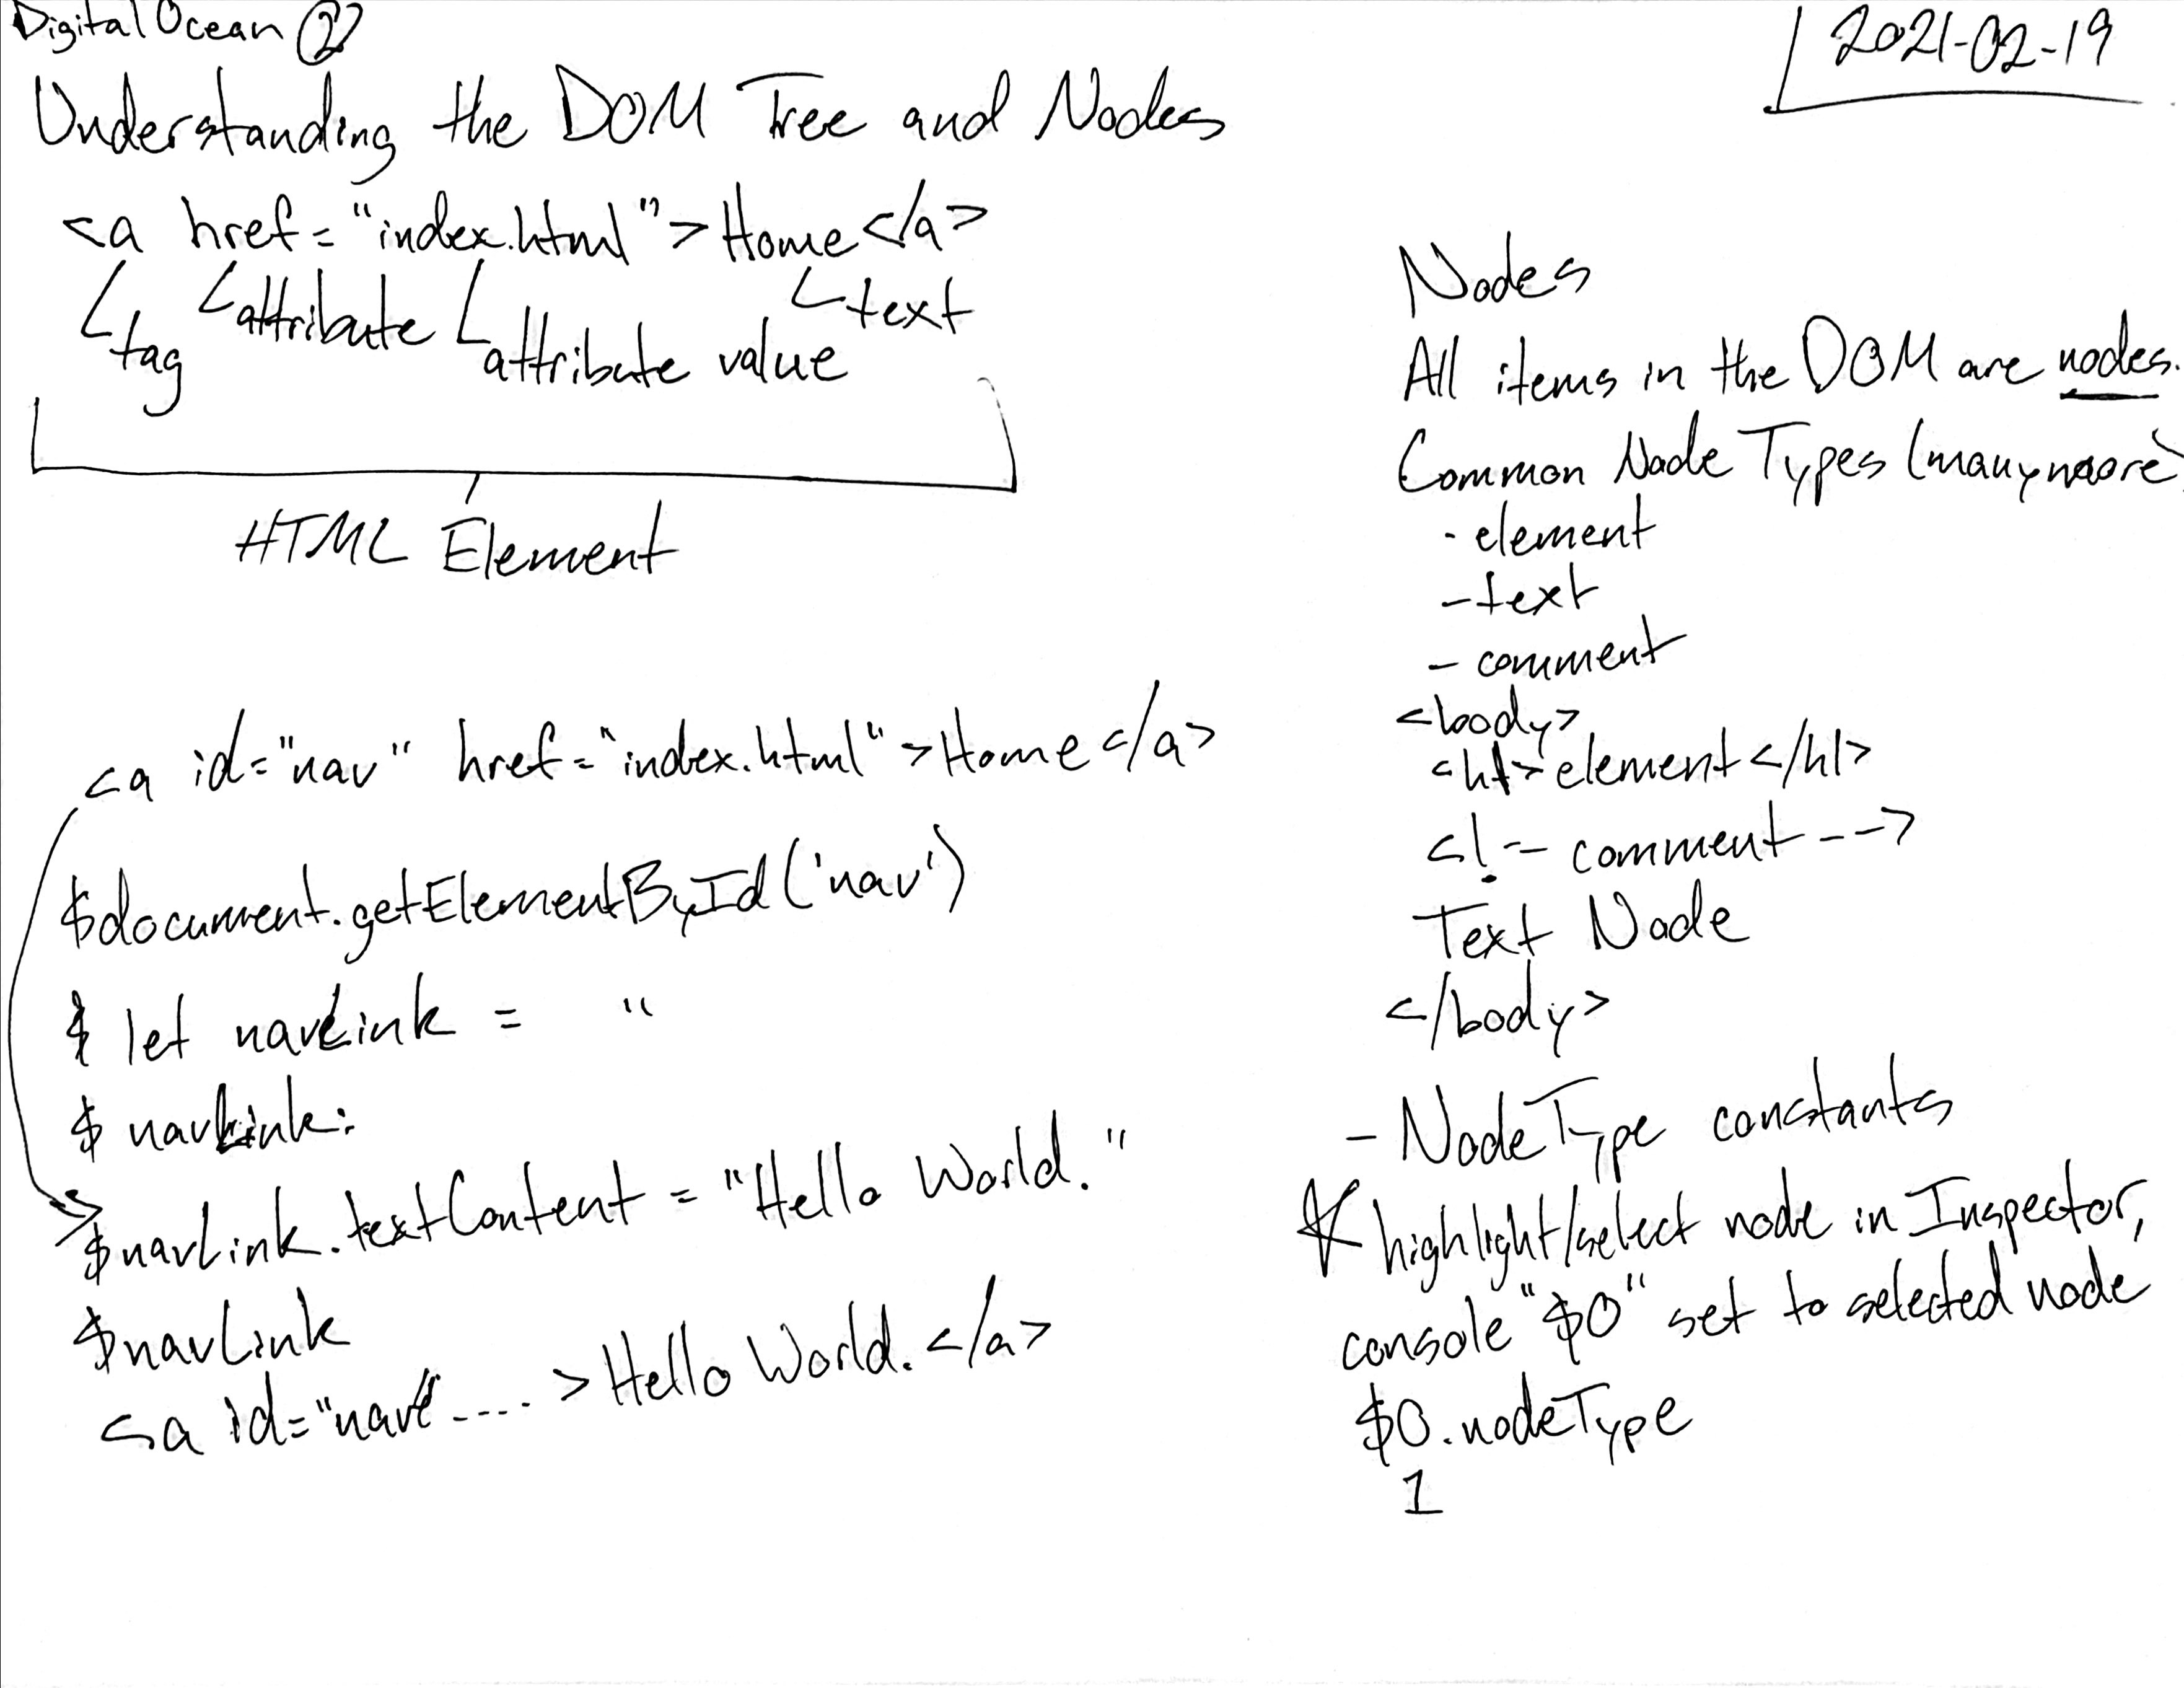 Digital Ocean ②
2021-02-19
Understanding the DOM Tree and Nodes
<a href="index.html">Home</a>
tag attribute attribute value text
HTML Element
<a id="nav" href="index.html">Home</a>
$document.getElementById('nav')
$ let navLink = "
$ navLink:
$navLink.textContent = "Hello World."
$navLink
<a id="nav".....>Hello World.</a>
Nodes
All items in the DOM are nodes.
Common Node Types (many more)
- element
- text
- comment
<body>
<h1>element</h1>
<!-- comment -->
Text Node
</body>
- NodeType constants
* highlight/select node in Inspector,
console "$0" set to selected node
$0.nodeType
1